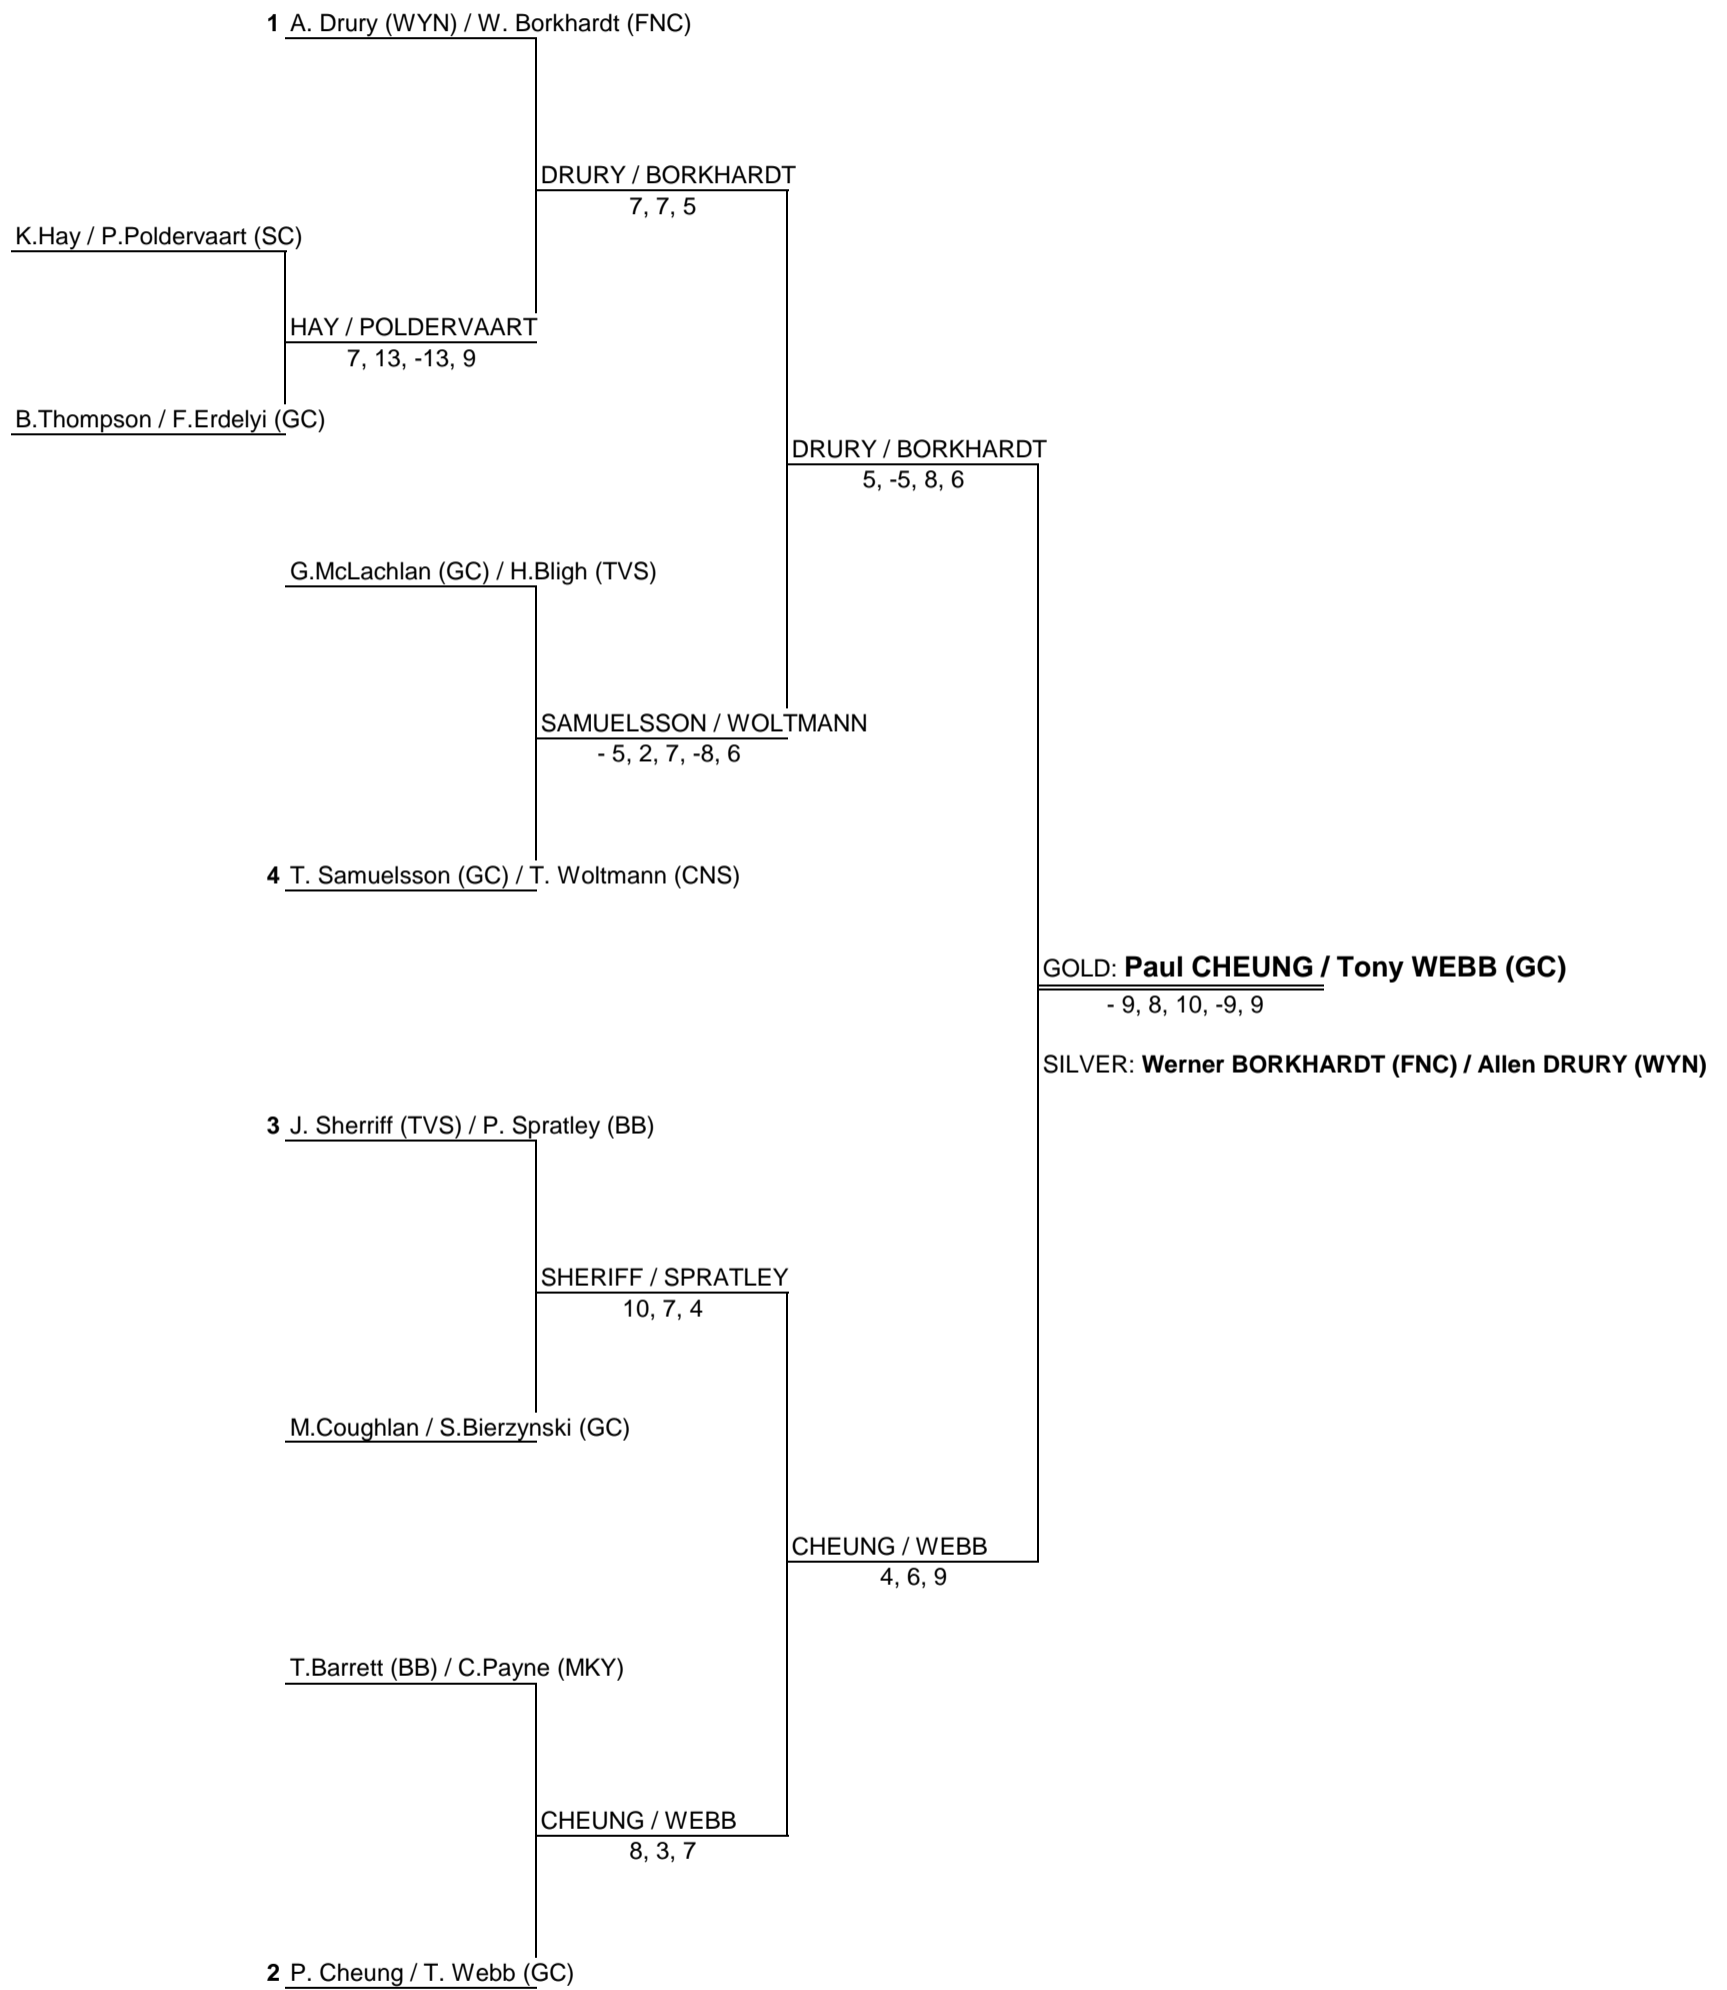 1 A. Drury (WYN) / W. Borkhardt (FNC)
DRURY / BORKHARDT
7, 7, 5
K.Hay / P.Poldervaart (SC)
HAY / POLDERVAART
7, 13, -13, 9
B.Thompson / F.Erdelyi (GC)
DRURY / BORKHARDT
5, -5, 8, 6
G.McLachlan (GC) / H.Bligh (TVS)
SAMUELSSON / WOLTMANN
- 5, 2, 7, -8, 6
4 T. Samuelsson (GC) / T. Woltmann (CNS)
GOLD: Paul CHEUNG / Tony WEBB (GC)
- 9, 8, 10, -9, 9
SILVER: Werner BORKHARDT (FNC) / Allen DRURY (WYN)
3 J. Sherriff (TVS) / P. Spratley (BB)
SHERIFF / SPRATLEY
10, 7, 4
M.Coughlan / S.Bierzynski (GC)
CHEUNG / WEBB
4, 6, 9
T.Barrett (BB) / C.Payne (MKY)
CHEUNG / WEBB
8, 3, 7
2 P. Cheung / T. Webb (GC)